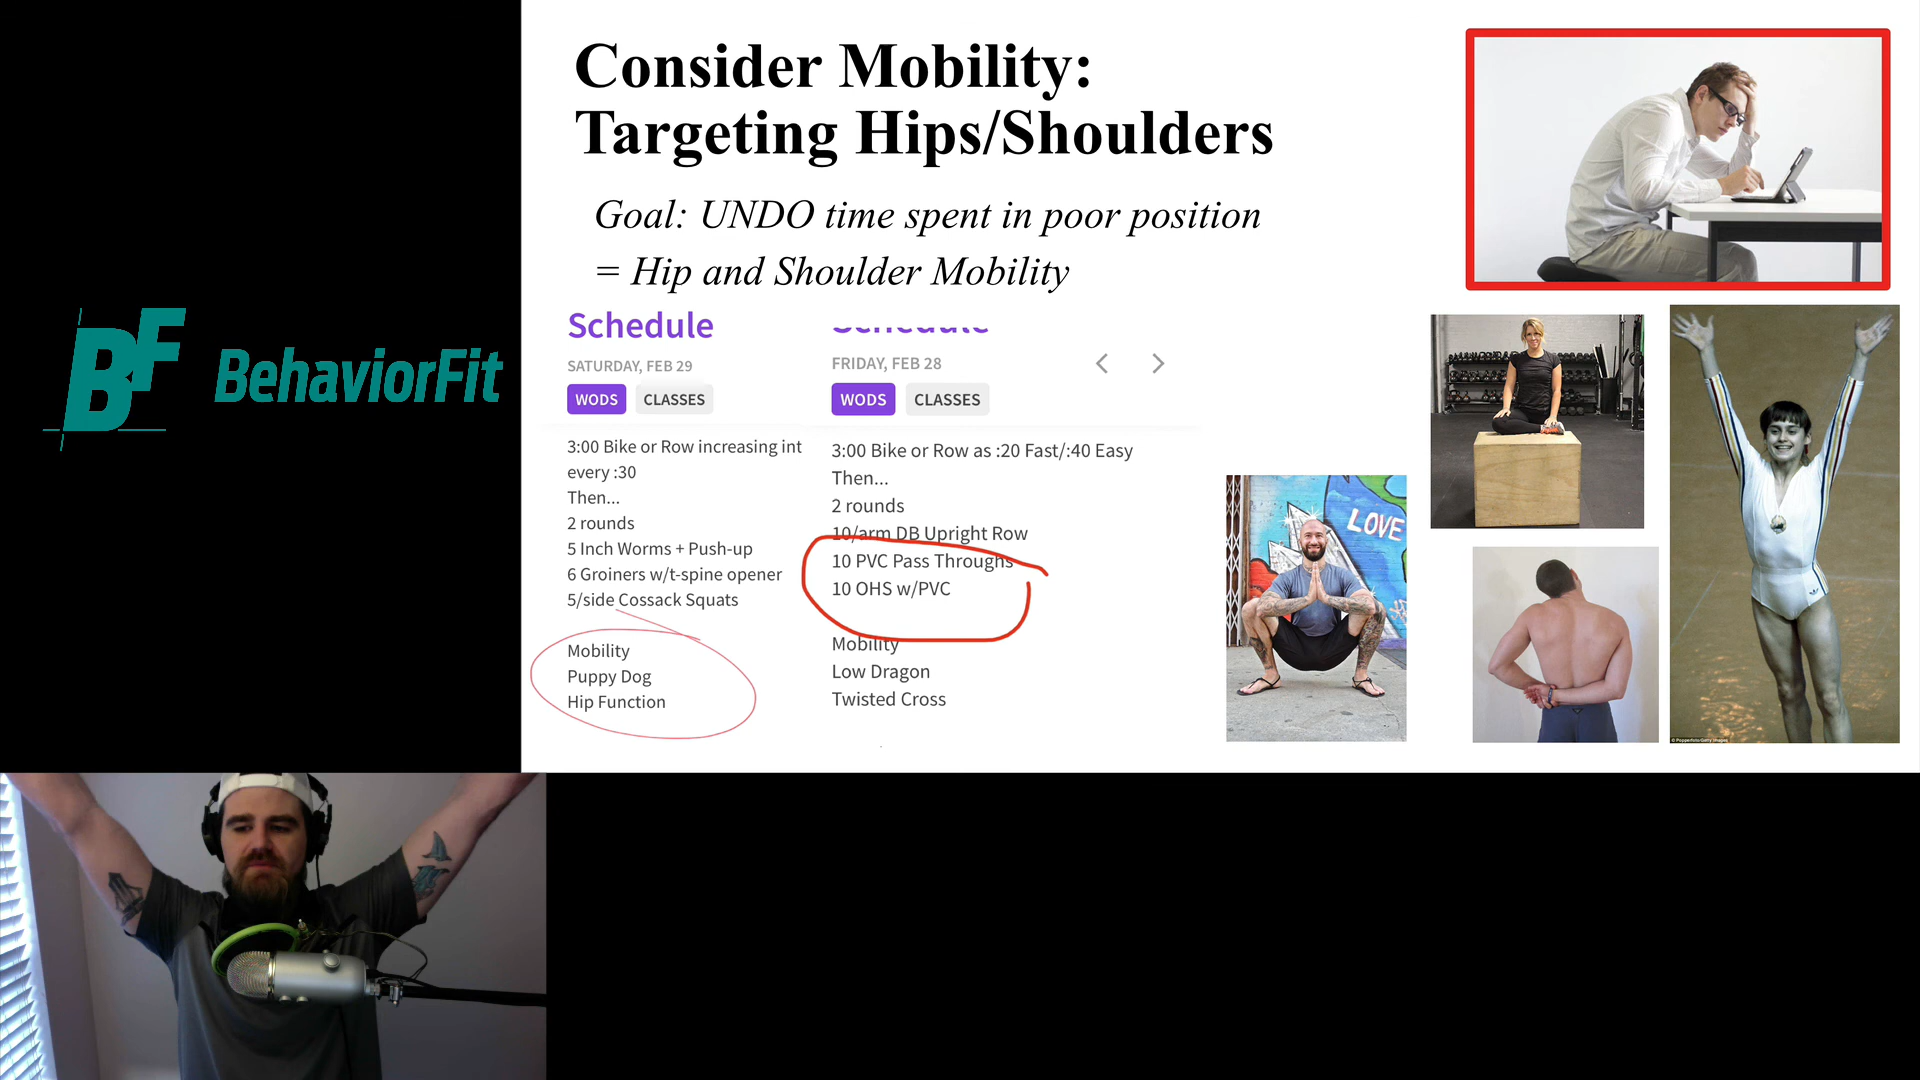 Consider Mobility:
Targeting Hips/Shoulders
Goal: UNDO time spent in poor position
= Hip and Shoulder Mobility
BF BehaviorFit
Schedule
SATURDAY, FEB 29
WODS CLASSES
3:00 Bike or Row increasing int
every :30
Then...
2 rounds
5 Inch Worms + Push-up
6 Groiners w/t-spine opener
5/side Cossack Squats
Mobility
Puppy Dog
Hip Function
Schedule
FRIDAY, FEB 28
WODS CLASSES
3:00 Bike or Row as :20 Fast/:40 Easy
Then...
2 rounds
10/arm DB Upright Row
10 PVC Pass Throughs
10 OHS w/PVC
Mobility
Low Dragon
Twisted Cross
LOVE